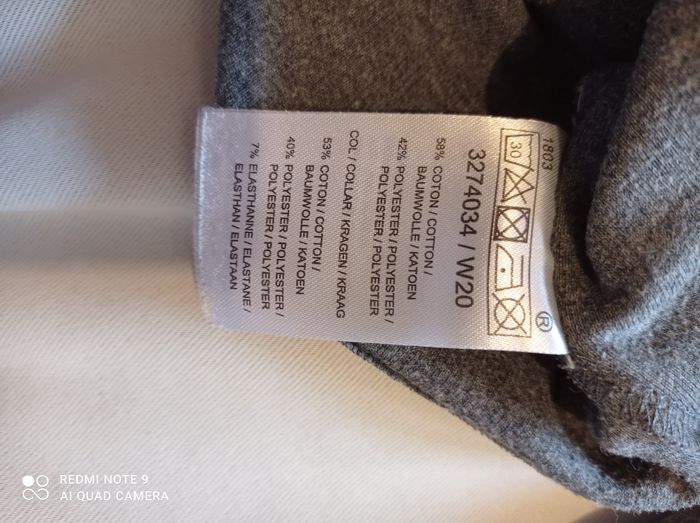 1803
30
®
3274034 / W20
58% COTON / COTTON /
BAUMWOLLE / KATOEN
42% POLYESTER / POLYESTER /
POLYESTER / POLYESTER
COL / COLLAR / KRAGEN / KRAAG
53% COTON / COTTON /
BAUMWOLLE / KATOEN
40% POLYESTER / POLYESTER /
POLYESTER / POLYESTER
7% ELASTHANNE / ELASTANE /
ELASTHAN / ELASTAAN
REDMI NOTE 9
AI QUAD CAMERA